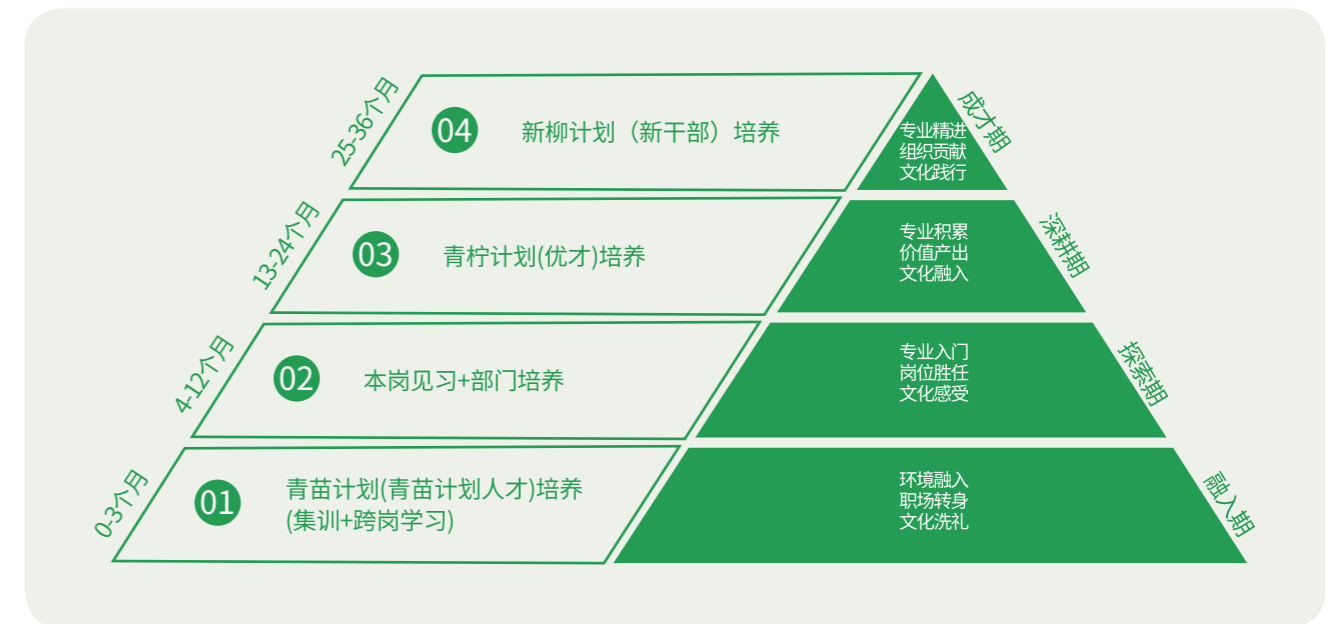 25-36个月
04
新柳计划（新干部）培养
专业精进
组织贡献
文化践行
成才期
13-24个月
03
青柠计划(优才)培养
专业积累
价值产出
文化融入
深耕期
4-12个月
02
本岗见习+部门培养
专业入门
岗位胜任
文化感受
探索期
0-3个月
01
青苗计划(青苗计划人才)培养
(集训+跨岗学习)
环境融入
职场转身
文化洗礼
融入期